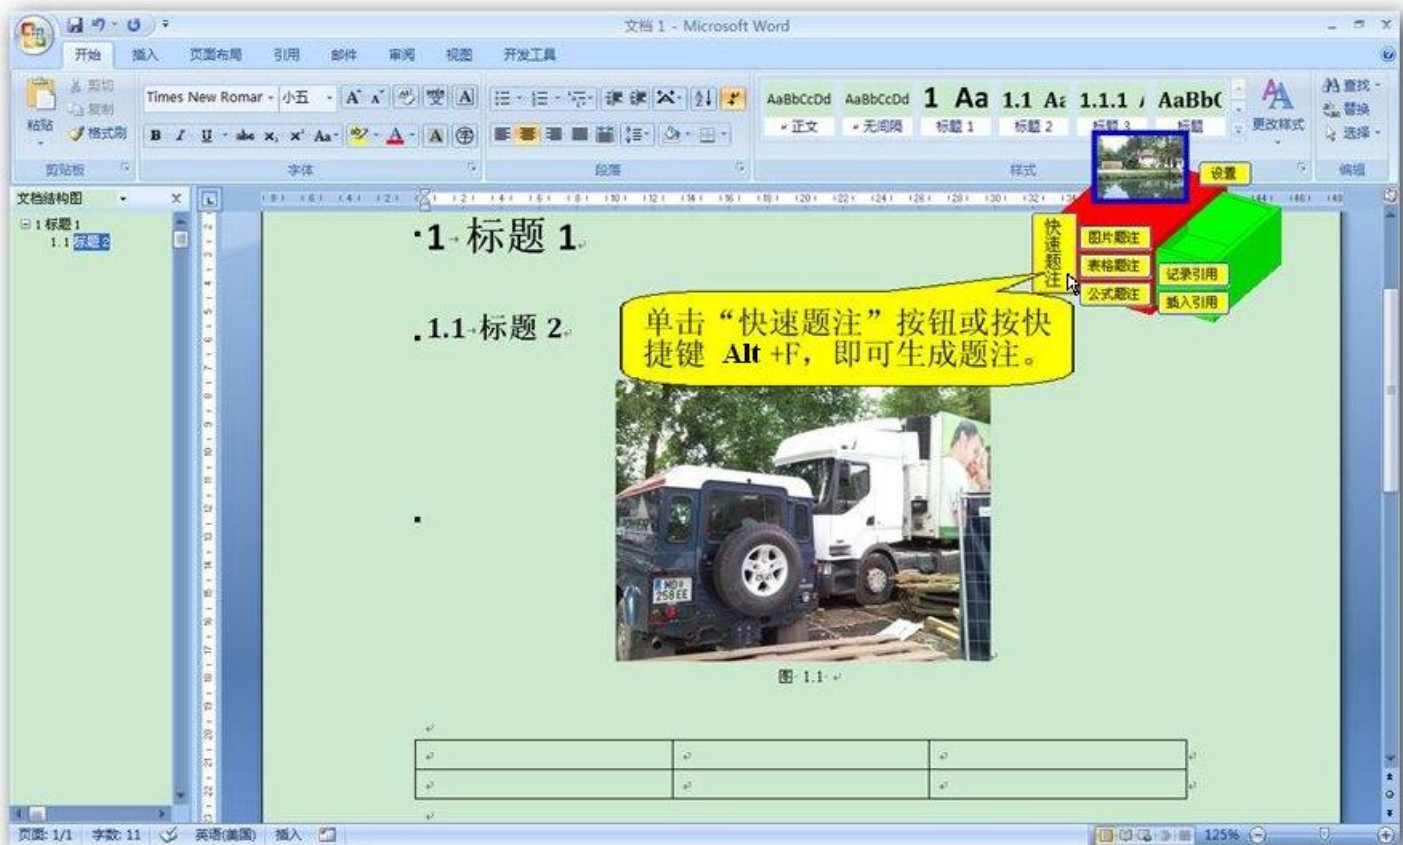 文档 1 - Microsoft Word
开始 插入 页面布局 引用 邮件 审阅 视图 开发工具
剪切
复制
粘贴 格式刷
剪贴板
Times New Romar 小五
字体
段落
AaBbCcDd AaBbCcDd 1 Aa 1.1 Aa 1.1.1 AaBb(
正文 无间隔 标题 1 标题 2 标题 3 标题
更改样式
样式
查找
替换
选择
编辑
文档结构图
1 标题 1
1.1 标题 2
设置
快速题注
图片题注
表格题注
公式题注
记录引用
插入引用
1 标题 1
1.1 标题 2
单击“快速题注”按钮或按快
捷键 Alt +F，即可生成题注。
258 EE
图 1.1
页面: 1/1 字数: 11 英语(美国) 插入 125%